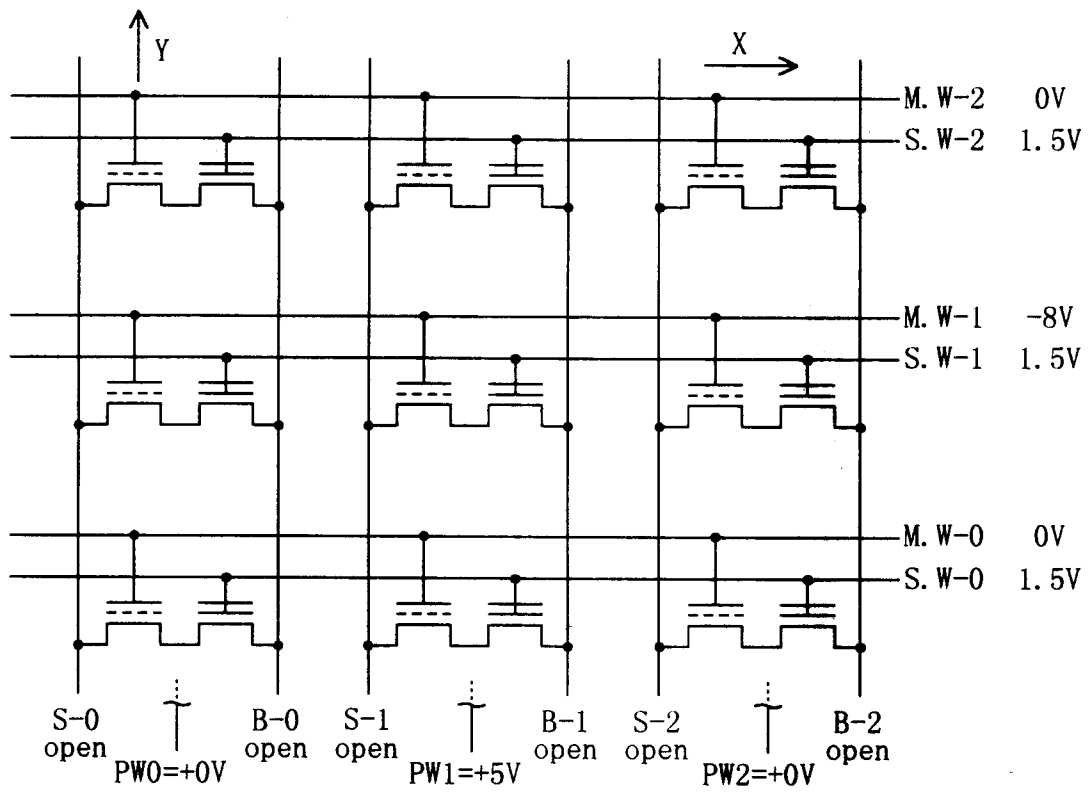 Y
X
M. W-2 0V
S. W-2 1.5V
M. W-1 -8V
S. W-1 1.5V
M. W-0 0V
S. W-0 1.5V
S-0 B-0 S-1 B-1 S-2 B-2
open open open open open open
PW0=+0V PW1=+5V PW2=+0V